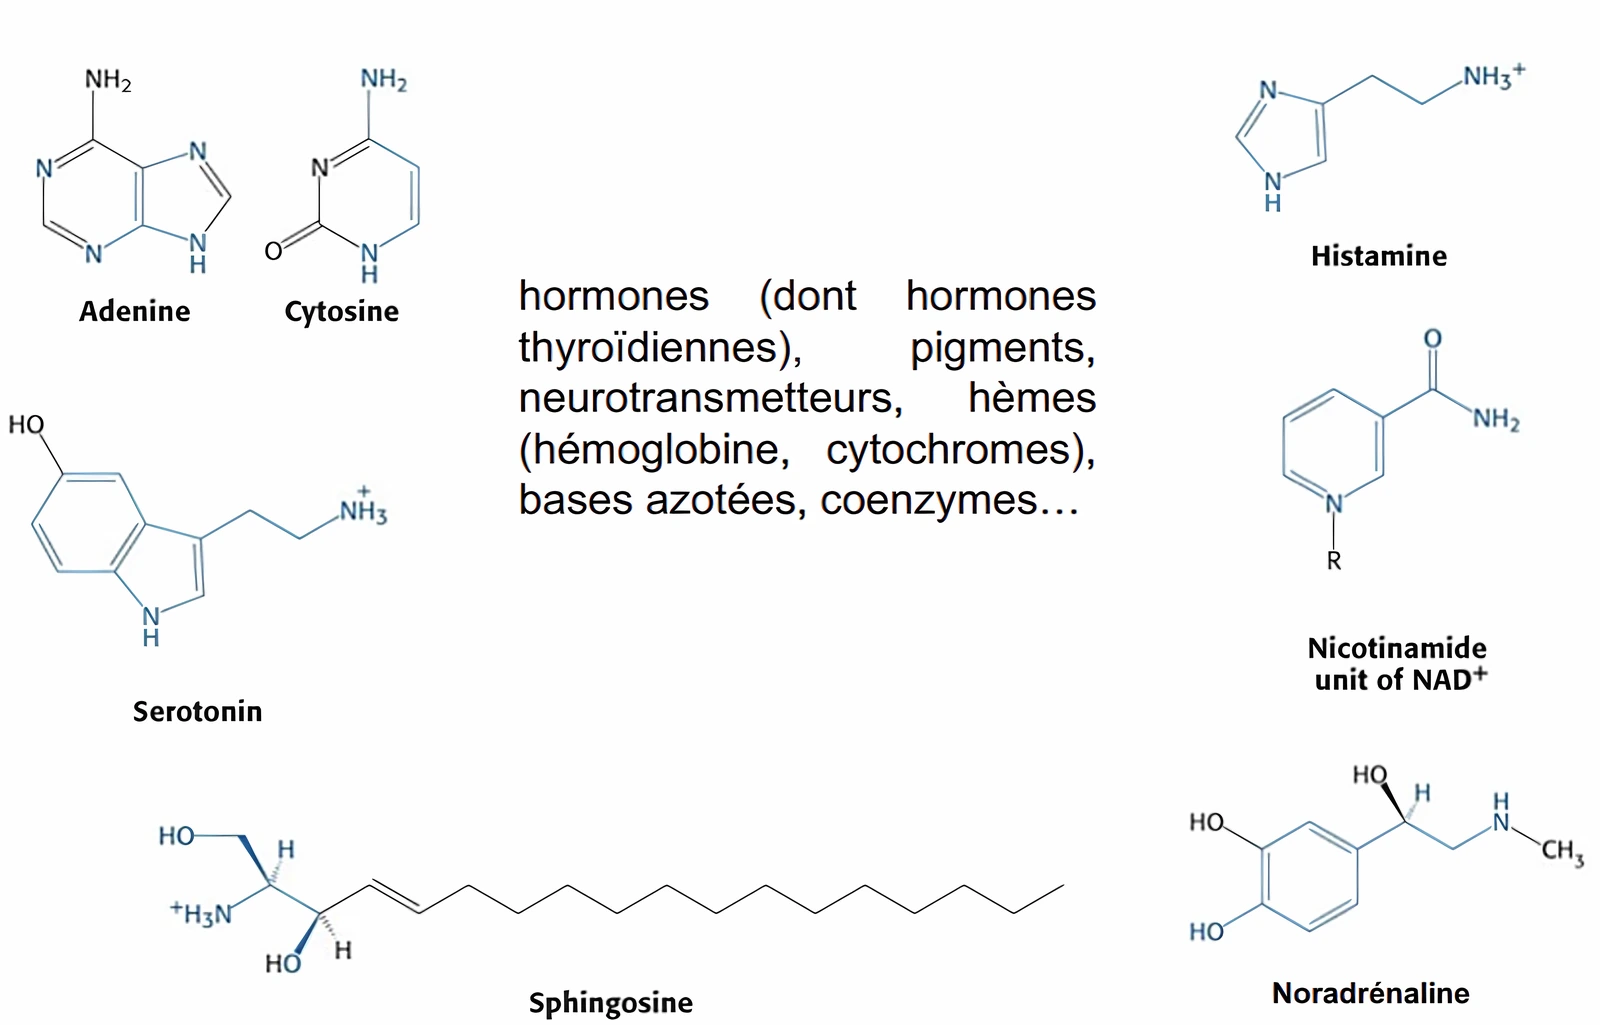 NH2
N
N
N
N
H
Adenine
NH2
N
O
N
H
Cytosine
N
NH3+
N
H
Histamine
hormones (dont hormones
thyroïdiennes), pigments,
neurotransmetteurs, hèmes
(hémoglobine, cytochromes),
bases azotées, coenzymes…
O
NH2
N
R
Nicotinamide
unit of NAD+
HO
+
NH3
N
H
Serotonin
HO
H
+H3N
HO
H
Sphingosine
HO
H
HO
H
N
CH3
HO
Noradrénaline